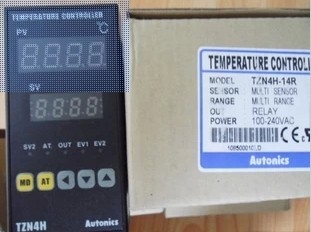 TEMPERATURE CONTROLLER
PV
°C
8.8.8.8.
SV
8.8.8.8.
SV2 AT OUT EV1 EV2
MD AT
TZN4H Autonics
TEMPERATURE CONTROLL
MODEL TZN4H-14R
SENSOR MULTI SENSOR
RANGE MULTI RANGE
OUT RELAY
POWER 100-240VAC
CE
Autonics